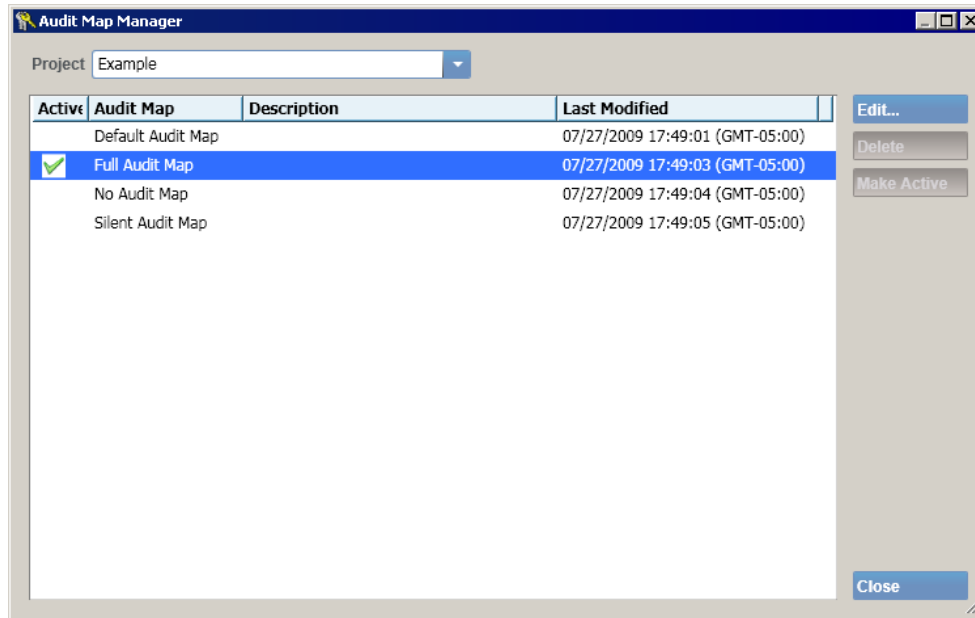 Audit Map Manager
Project Example
Active Audit Map Description Last Modified
Default Audit Map 07/27/2009 17:49:01 (GMT-05:00)
Full Audit Map 07/27/2009 17:49:03 (GMT-05:00)
No Audit Map 07/27/2009 17:49:04 (GMT-05:00)
Silent Audit Map 07/27/2009 17:49:05 (GMT-05:00)
Edit...
Delete
Make Active
Close